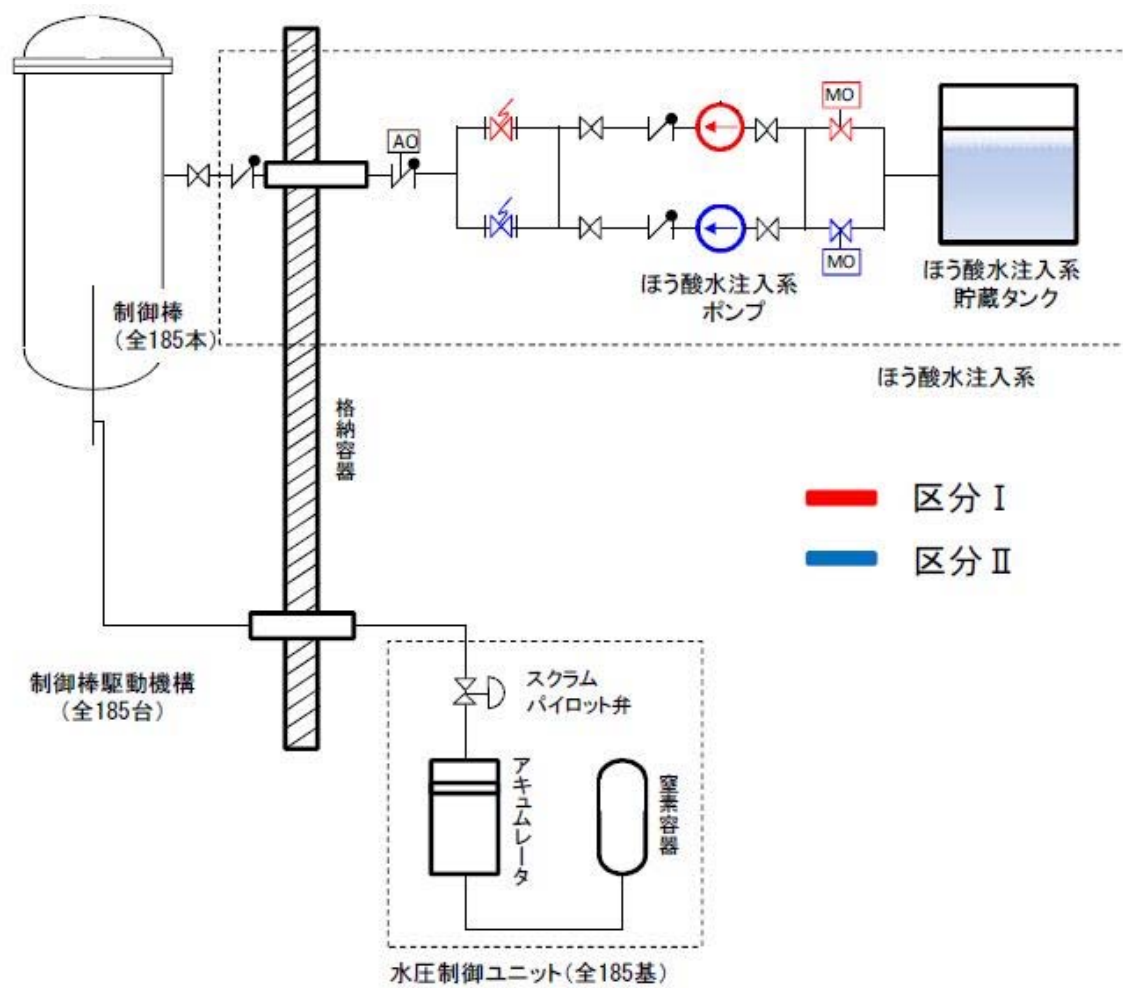 MO
AO
MO
ほう酸水注入系
ポンプ
ほう酸水注入系
貯蔵タンク
制御棒
(全185本)
ほう酸水注入系
格納容器
区分Ⅰ
区分Ⅱ
制御棒駆動機構
(全185台)
スクラム
パイロット弁
アキュムレータ
窒素容器
水圧制御ユニット(全185基)